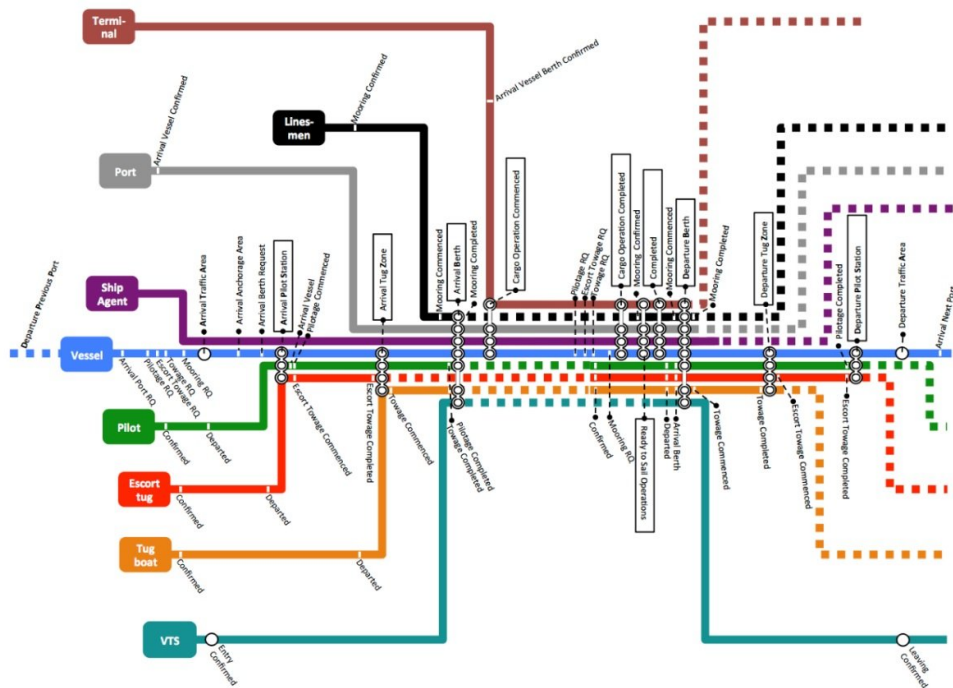 Termi-
nal
Arrival Vessel Berth Confirmed
Lines-
men
Mooring Confirmed
Port
Arrival Vessel Confirmed
Ship
Agent
Departure Previous Port
Vessel
Arrival Port RQ
Pilotage RQ
Escort Towage RQ
Towage RQ
Mooring RQ
Arrival Traffic Area
Arrival Anchorage Area
Arrival Berth Request
Arrival Pilot Station
Arrival Vessel
Pilotage Commenced
Escort Towage Commenced
Arrival Tug Zone
Escort Towage Completed
Towage Commenced
Mooring Commenced
Arrival Berth
Mooring Completed
Pilotage Completed
Towage Completed
Cargo Operation Commenced
Pilotage RQ
Escort Towage RQ
Towage RQ
Confirmed
Mooring RQ
Cargo Operation Completed
Mooring Confirmed
Ready to Sail Operations
Completed
Mooring Commenced
Departed
Arrival Berth
Departure Berth
Mooring Completed
Towage Commenced
Departure Tug Zone
Towage Completed
Escort Towage Commenced
Pilotage Completed
Departure Pilot Station
Escort Towage Completed
Departure Traffic Area
Arrival Next Port
Pilot
Confirmed
Departed
Escort
tug
Confirmed
Departed
Tug
boat
Confirmed
Departed
VTS
Entry
Confirmed
Leaving
Confirmed